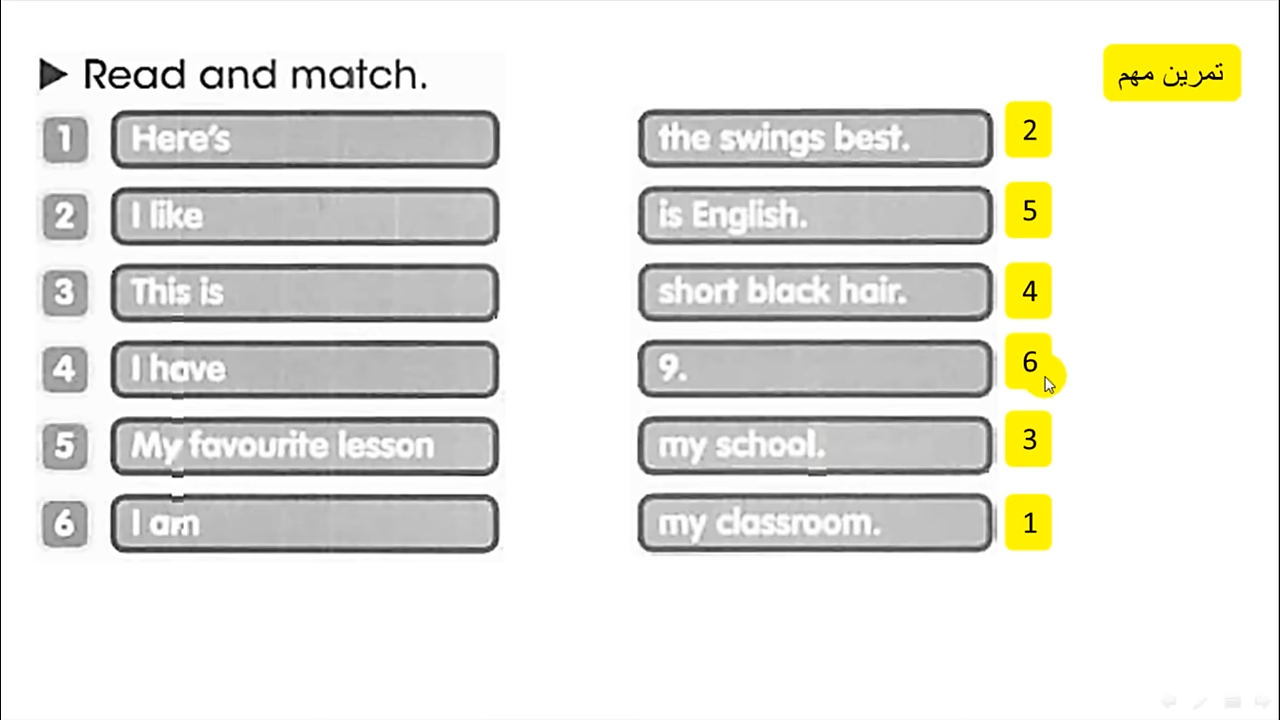 ▶ Read and match.
تمرين مهم
1 Here's the swings best. 2
2 I like is English. 5
3 This is short black hair. 4
4 I have 9. 6
5 My favourite lesson my school. 3
6 I am my classroom. 1